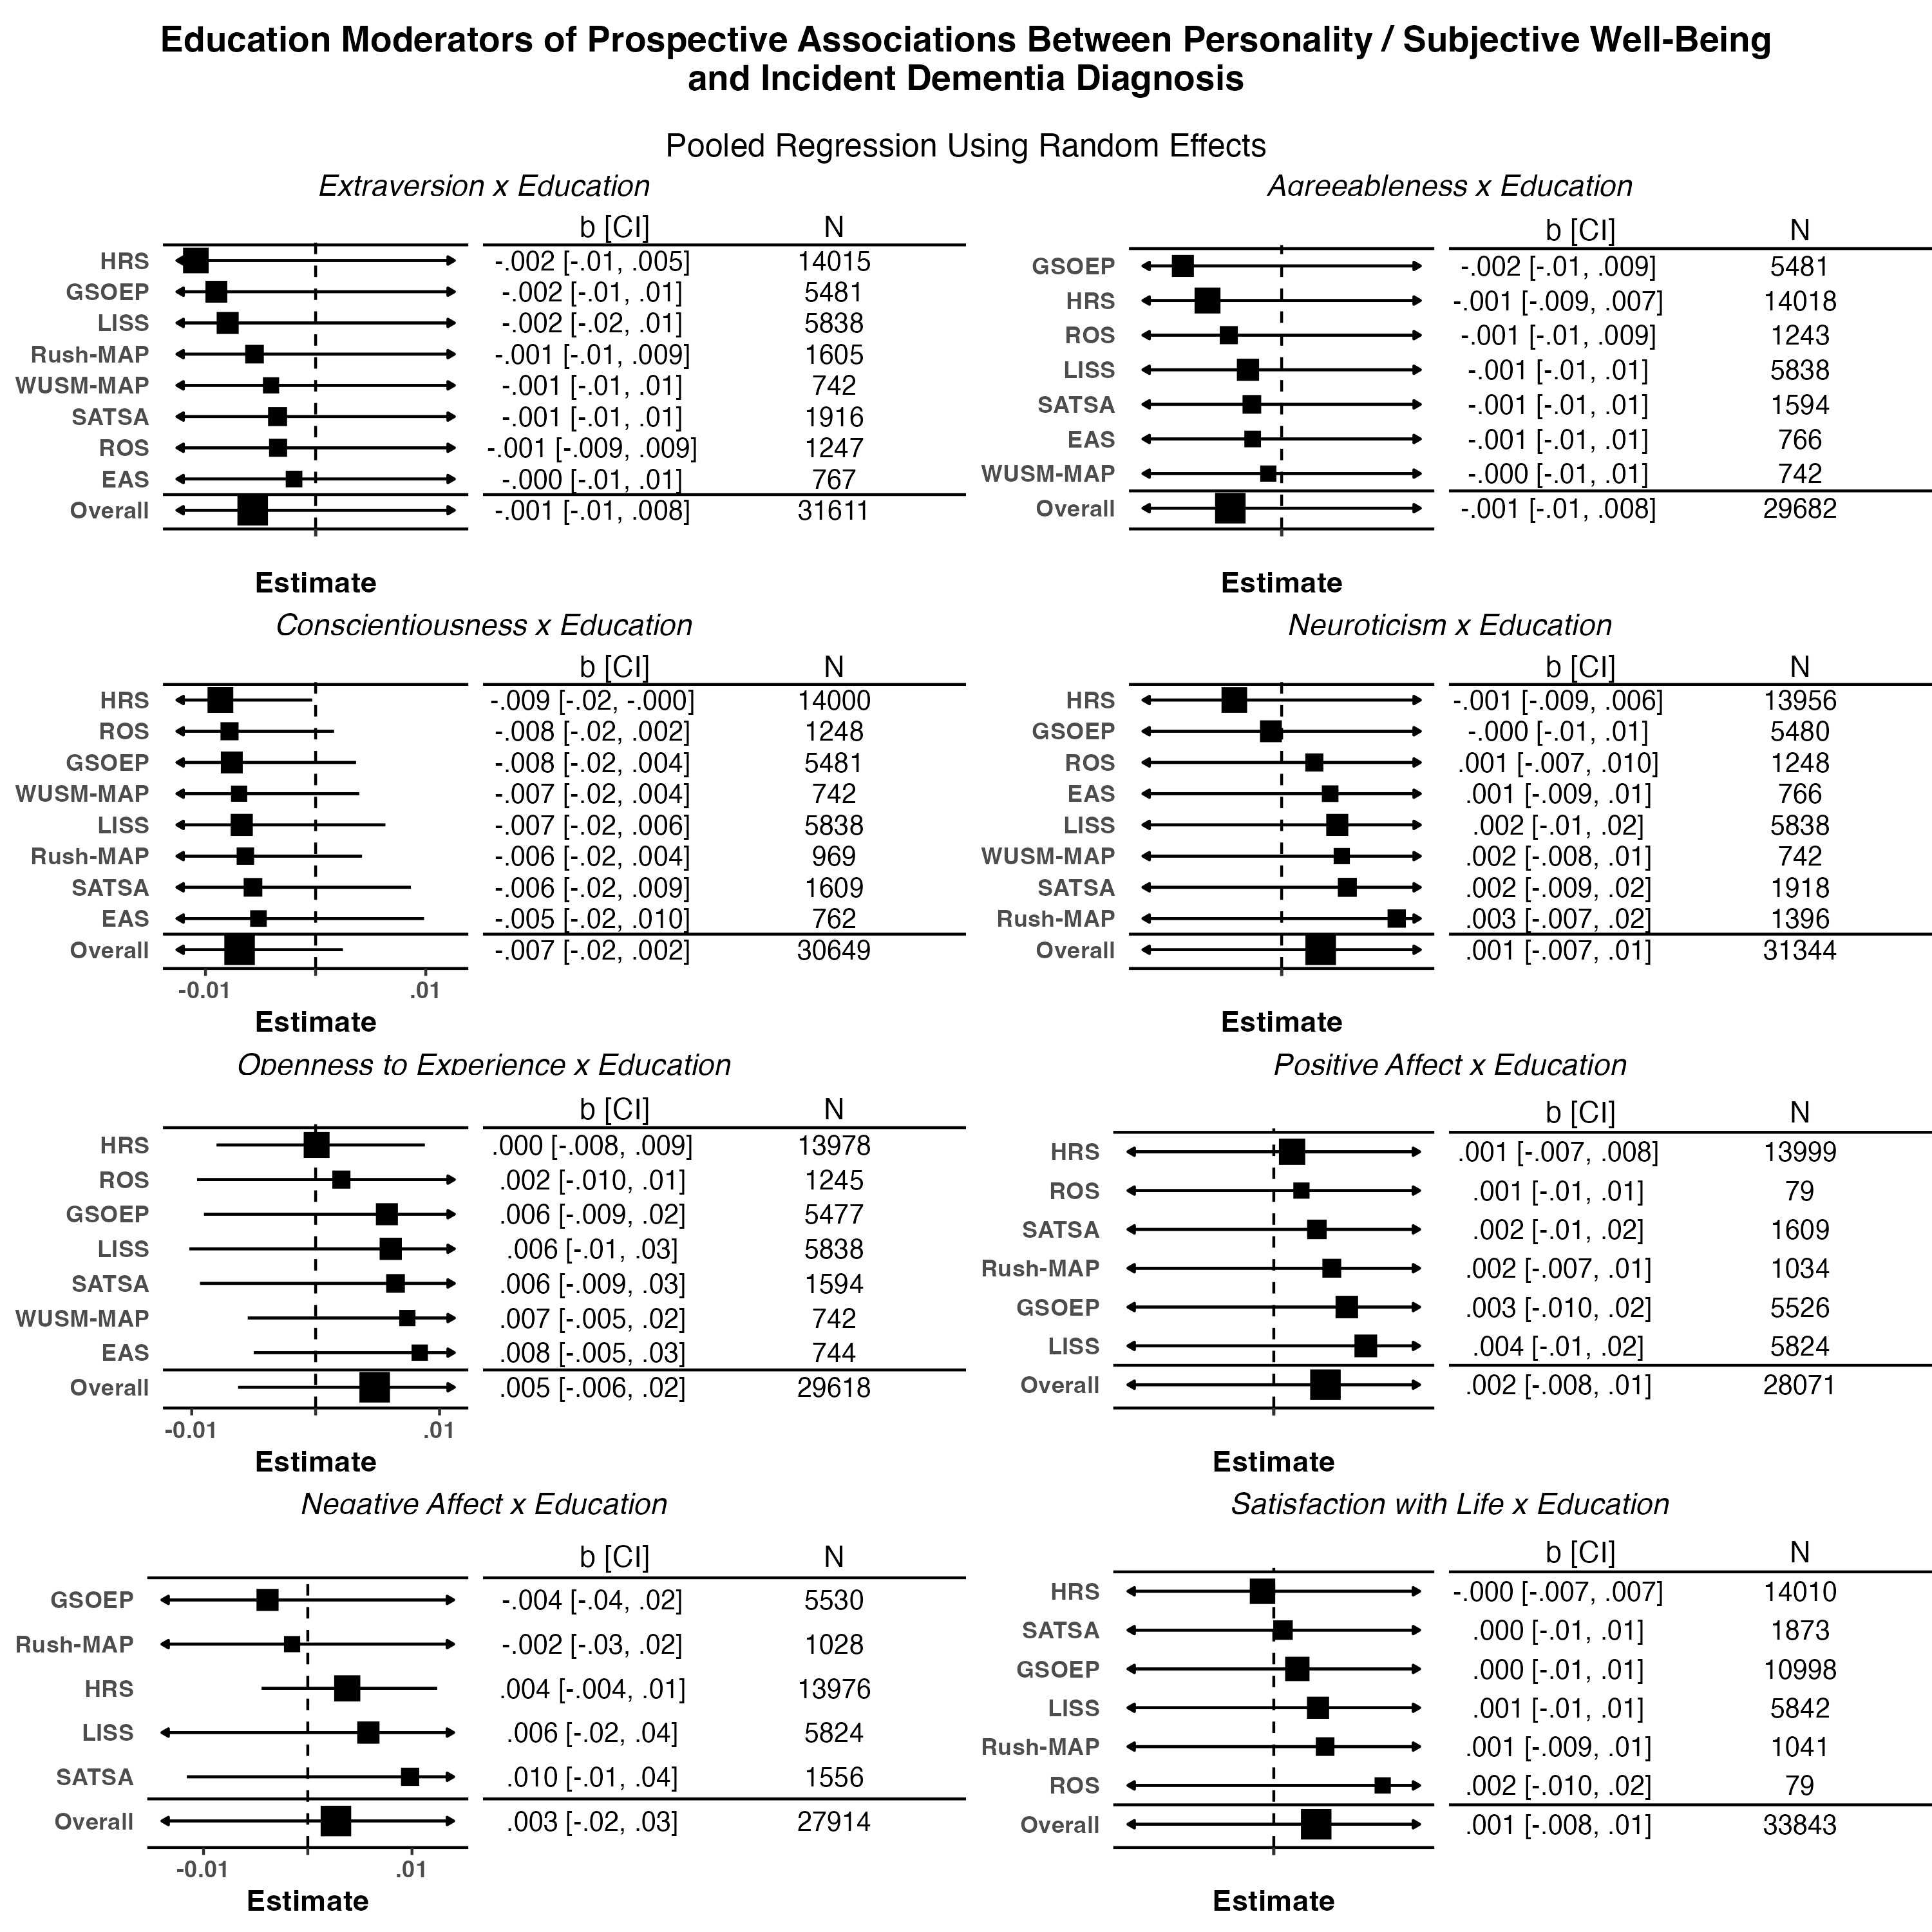 Education Moderators of Prospective Associations Between Personality / Subjective Well-Being
and Incident Dementia Diagnosis
Pooled Regression Using Random Effects
Extraversion x Education
b [CI] N
HRS -.002 [-.01, .005] 14015
GSOEP -.002 [-.01, .01] 5481
LISS -.002 [-.02, .01] 5838
Rush-MAP -.001 [-.01, .009] 1605
WUSM-MAP -.001 [-.01, .01] 742
SATSA -.001 [-.01, .01] 1916
ROS -.001 [-.009, .009] 1247
EAS -.000 [-.01, .01] 767
Overall -.001 [-.01, .008] 31611
Estimate
Agreeableness x Education
b [CI] N
GSOEP -.002 [-.01, .009] 5481
HRS -.001 [-.009, .007] 14018
ROS -.001 [-.01, .009] 1243
LISS -.001 [-.01, .01] 5838
SATSA -.001 [-.01, .01] 1594
EAS -.001 [-.01, .01] 766
WUSM-MAP -.000 [-.01, .01] 742
Overall -.001 [-.01, .008] 29682
Estimate
Conscientiousness x Education
b [CI] N
HRS -.009 [-.02, -.000] 14000
ROS -.008 [-.02, .002] 1248
GSOEP -.008 [-.02, .004] 5481
WUSM-MAP -.007 [-.02, .004] 742
LISS -.007 [-.02, .006] 5838
Rush-MAP -.006 [-.02, .004] 969
SATSA -.006 [-.02, .009] 1609
EAS -.005 [-.02, .010] 762
Overall -.007 [-.02, .002] 30649
-0.01 .01
Estimate
Neuroticism x Education
b [CI] N
HRS -.001 [-.009, .006] 13956
GSOEP -.000 [-.01, .01] 5480
ROS .001 [-.007, .010] 1248
EAS .001 [-.009, .01] 766
LISS .002 [-.01, .02] 5838
WUSM-MAP .002 [-.008, .01] 742
SATSA .002 [-.009, .02] 1918
Rush-MAP .003 [-.007, .02] 1396
Overall .001 [-.007, .01] 31344
Estimate
Openness to Experience x Education
b [CI] N
HRS .000 [-.008, .009] 13978
ROS .002 [-.010, .01] 1245
GSOEP .006 [-.009, .02] 5477
LISS .006 [-.01, .03] 5838
SATSA .006 [-.009, .03] 1594
WUSM-MAP .007 [-.005, .02] 742
EAS .008 [-.005, .03] 744
Overall .005 [-.006, .02] 29618
-0.01 .01
Estimate
Positive Affect x Education
b [CI] N
HRS .001 [-.007, .008] 13999
ROS .001 [-.01, .01] 79
SATSA .002 [-.01, .02] 1609
Rush-MAP .002 [-.007, .01] 1034
GSOEP .003 [-.010, .02] 5526
LISS .004 [-.01, .02] 5824
Overall .002 [-.008, .01] 28071
Estimate
Negative Affect x Education
b [CI] N
GSOEP -.004 [-.04, .02] 5530
Rush-MAP -.002 [-.03, .02] 1028
HRS .004 [-.004, .01] 13976
LISS .006 [-.02, .04] 5824
SATSA .010 [-.01, .04] 1556
Overall .003 [-.02, .03] 27914
-0.01 .01
Estimate
Satisfaction with Life x Education
b [CI] N
HRS -.000 [-.007, .007] 14010
SATSA .000 [-.01, .01] 1873
GSOEP .000 [-.01, .01] 10998
LISS .001 [-.01, .01] 5842
Rush-MAP .001 [-.009, .01] 1041
ROS .002 [-.010, .02] 79
Overall .001 [-.008, .01] 33843
Estimate